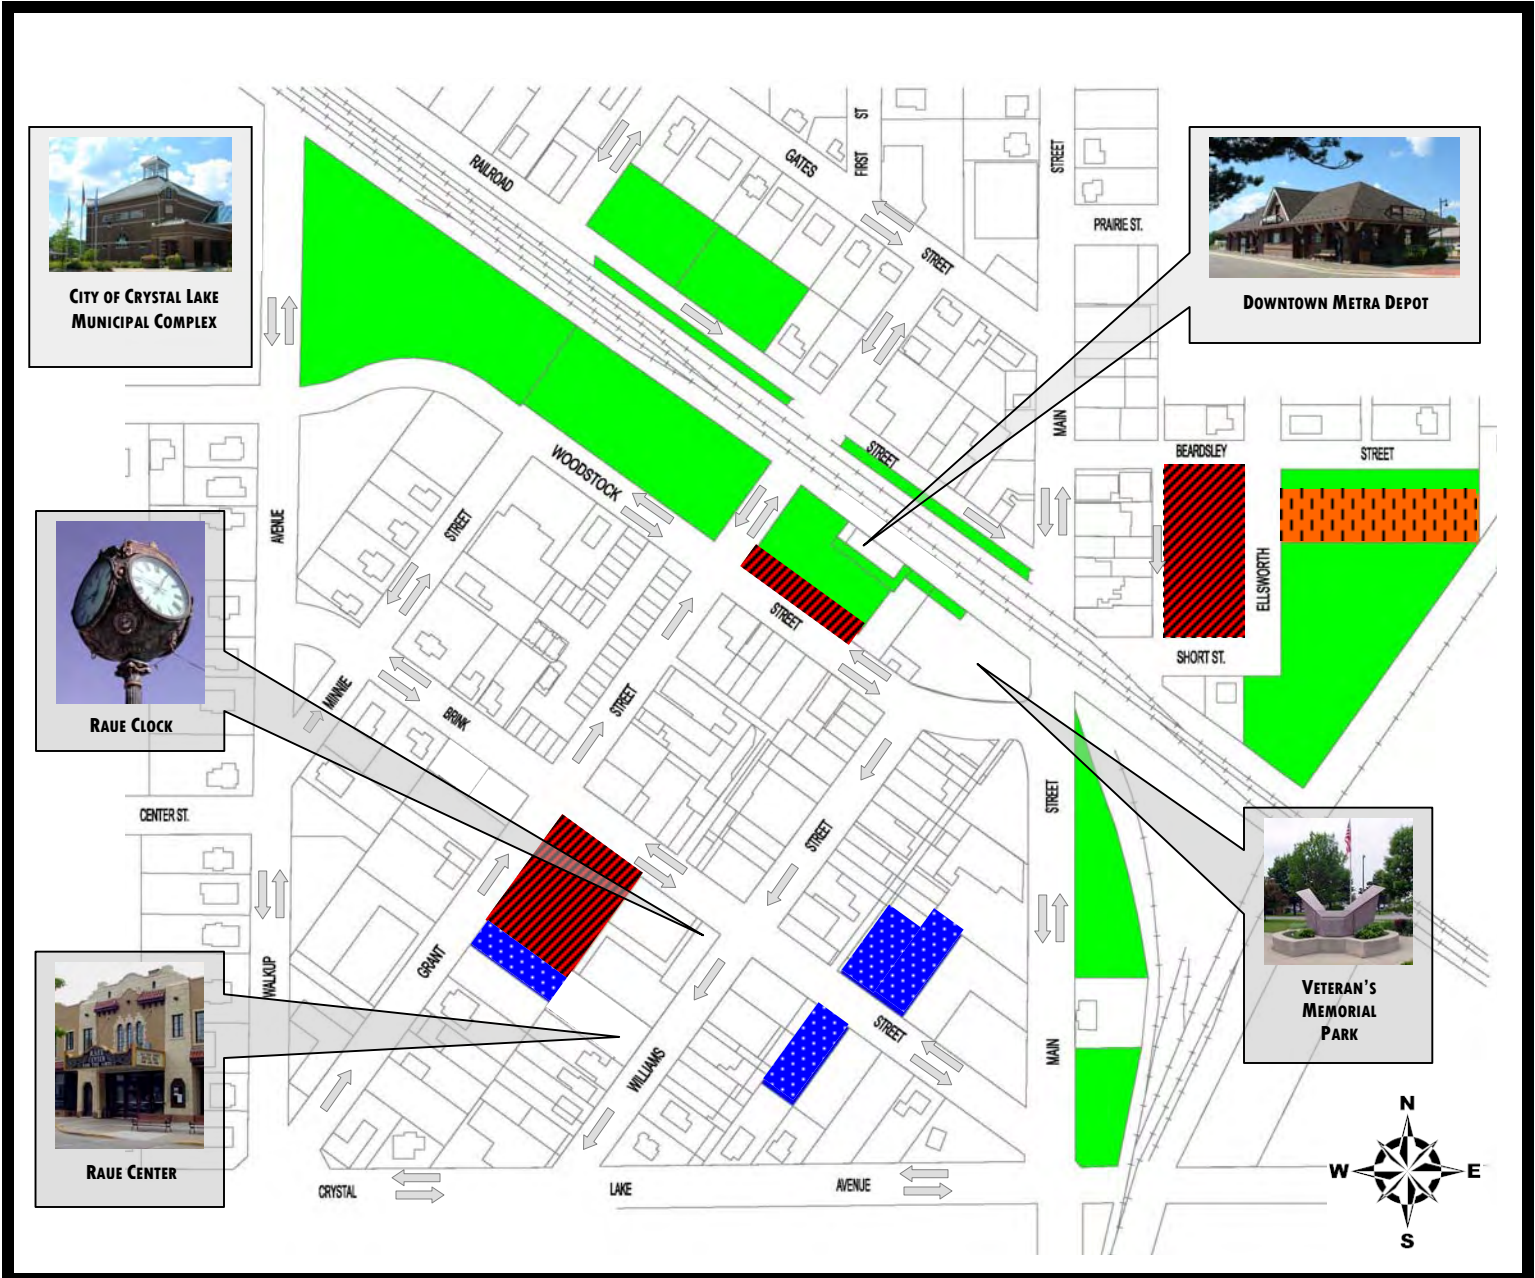 RAILROAD
GATES
FIRST
ST
STREET
STREET
PRAIRIE ST.
CITY OF CRYSTAL LAKE
MUNICIPAL COMPLEX
DOWNTOWN METRA DEPOT
MAIN
BEARDSLEY
STREET
STREET
WOODSTOCK
AVENUE
STREET
ELLSWORTH
STREET
SHORT ST.
MINNIE
BRINK
STREET
RAUE CLOCK
CENTER ST.
STREET
STREET
GRANT
WALKUP
VETERAN'S
MEMORIAL
PARK
STREET
MAIN
WILLIAMS
RAUE CENTER
CRYSTAL
LAKE
AVENUE
N
W
E
S